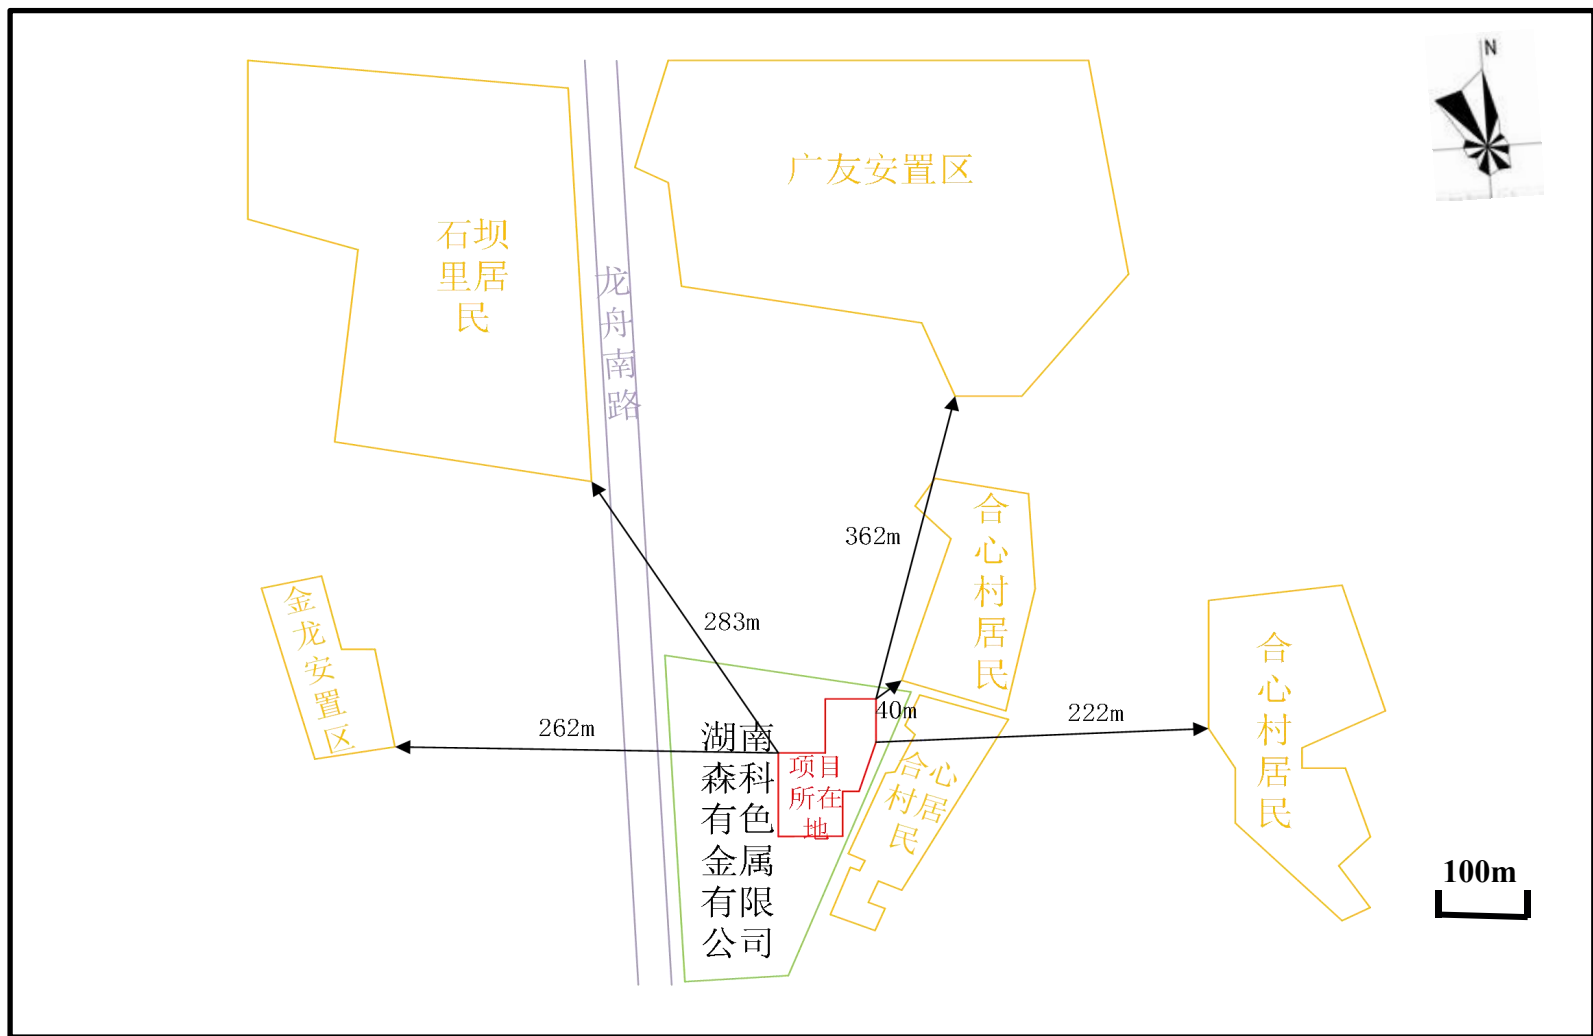 N
广友安置区
石坝
里居
民
龙
舟
南
路
合
心
村
居
民
362m
金
龙
安
置
区
283m
合
心
村
居
民
40m
222m
262m
湖南
森科
有色
金属
有限
公司
项目
所在
地
合心
村居
民
100m